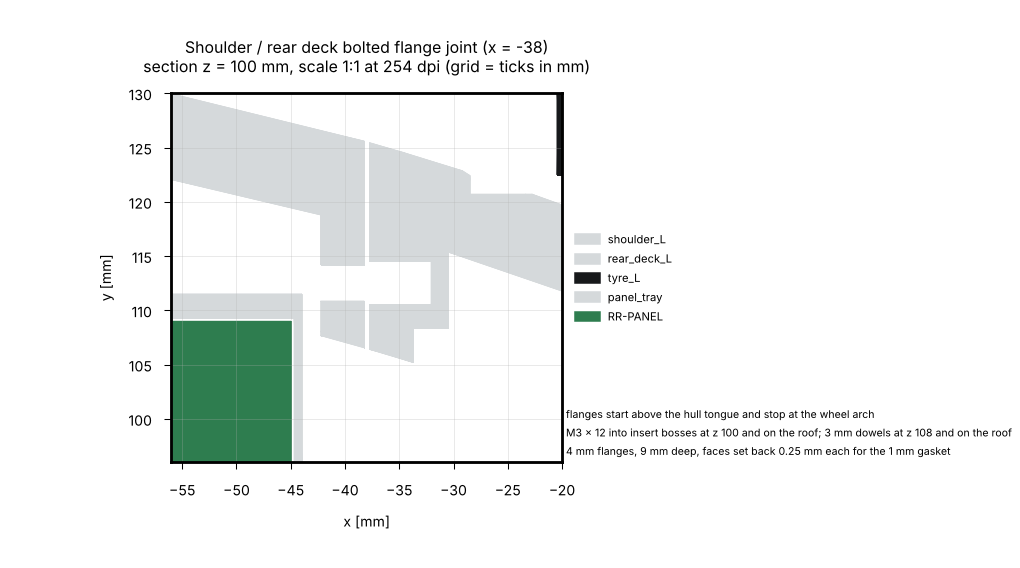 Shoulder / rear deck bolted flange joint (x = -38)
section z = 100 mm, scale 1:1 at 254 dpi (grid = ticks in mm)
130
125
120
115
110
105
100
y [mm]
−55
−50
−45
−40
−35
−30
−25
−20
x [mm]
shoulder_L
rear_deck_L
tyre_L
panel_tray
RR-PANEL
flanges start above the hull tongue and stop at the wheel arch
M3 × 12 into insert bosses at z 100 and on the roof; 3 mm dowels at z 108 and on the roof
4 mm flanges, 9 mm deep, faces set back 0.25 mm each for the 1 mm gasket